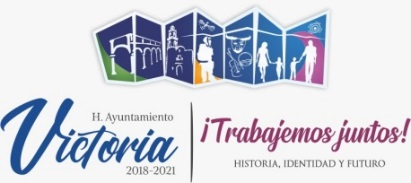 H. Ayuntamiento
Victoria
2018-2021
¡Trabajemos juntos!
HISTORIA, IDENTIDAD Y FUTURO